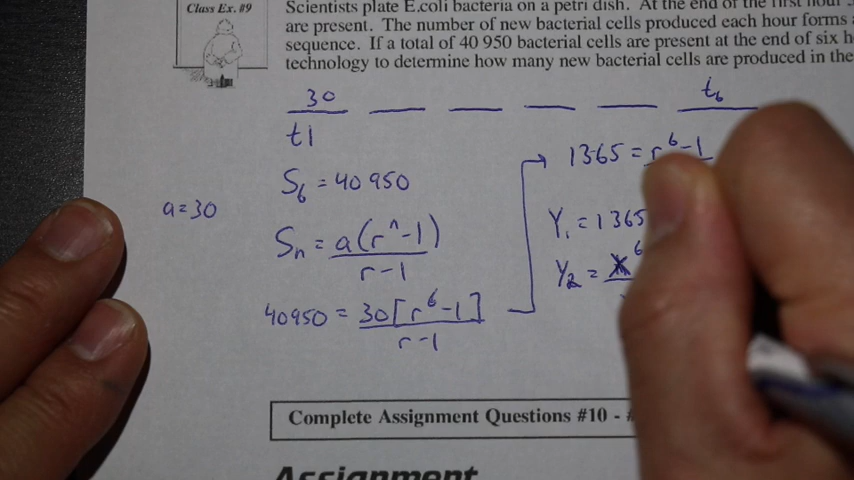 Class Ex. #9
Scientists plate E.coli bacteria on a petri dish. At the end of the first hour
are present. The number of new bacterial cells produced each hour forms
sequence. If a total of 40 950 bacterial cells are present at the end of six
technology to determine how many new bacterial cells are produced in the
30 t6
t1
S6 = 40 950
a = 30
Sn = a(r^n - 1)
r - 1
40950 = 30[r^6 - 1]
r - 1
1365 = r^6 - 1
Y1 = 1365
Y2 = x^6
Complete Assignment Questions #10 -
Assignment